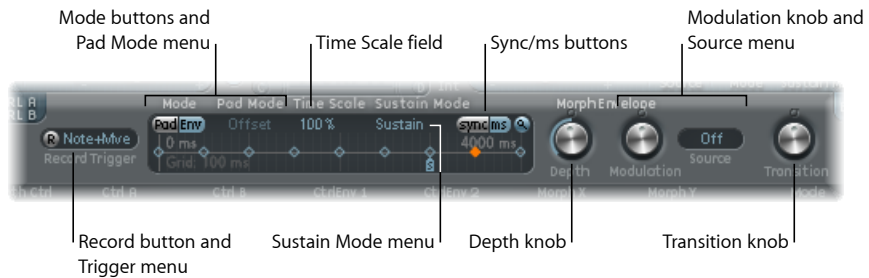 Mode buttons and
Pad Mode menu
Time Scale field
Sync/ms buttons
Modulation knob and
Source menu
RL A
RL B
Mode
Pad Mode
Time Scale
Sustain Mode
Morph Envelope
R
Note+Mve
Record Trigger
Pad Env
Offset
100 %
Sustain
sync ms
0 ms
4000 ms
Grid: 100 ms
S
Off
Source
Depth
Modulation
Transition
Ctrl A
Ctrl B
CtrlEnv 1
CtrlEnv 2
Morph X
Morph Y
Mode
Record button and
Trigger menu
Sustain Mode menu
Depth knob
Transition knob